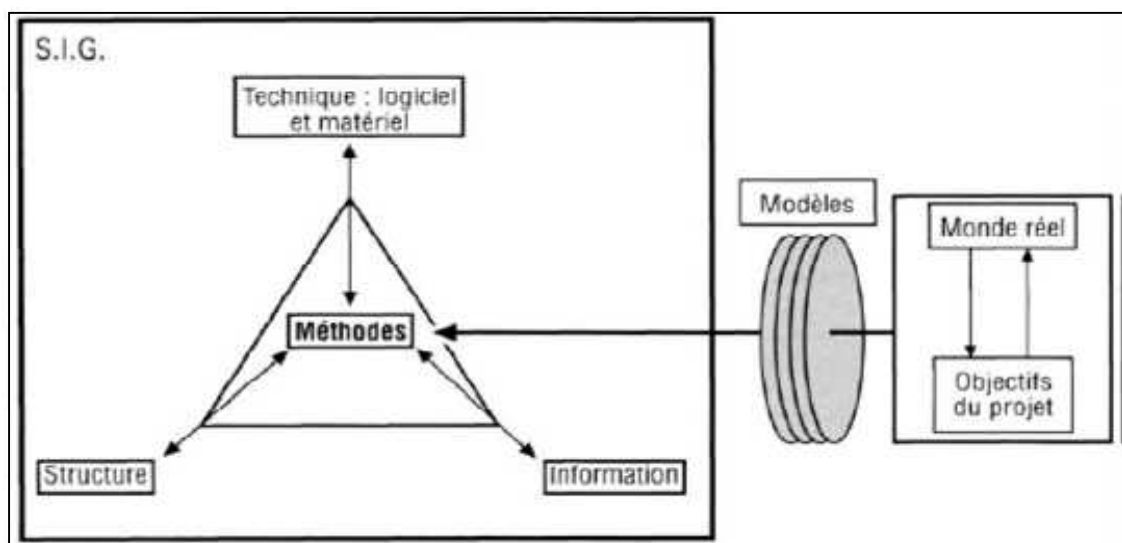 S.I.G.
Technique : logiciel
et matériel
Méthodes
Structure
Information
Modèles
Monde réel
Objectifs
du projet